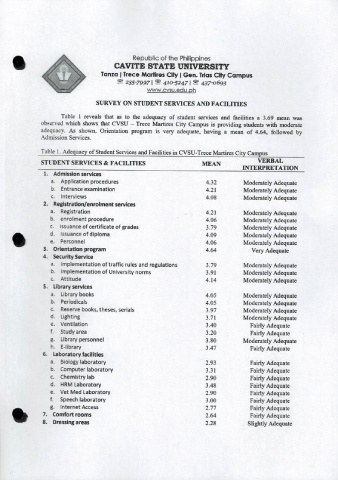 Republic of the Philippines
CAVITE STATE UNIVERSITY
Tanza | Trece Martires City | Gen. Trias City Campus
☏ 235-7997 | ☏ 410-5247 | ☏ 437-0693
www.cvsu.edu.ph
SURVEY ON STUDENT SERVICES AND FACILITIES
Table 1 reveals that as to the adequacy of student services and facilities a 3.69 mean was
observed which shows that CVSU – Trece Martires City Campus is providing students with moderate
adequacy. As shown, Orientation program is very adequate, having a mean of 4.64, followed by
Admission Services.
Table 1. Adequacy of Student Services and Facilities in CVSU-Trece Martires City Campus
STUDENT SERVICES & FACILITIES MEAN VERBAL INTERPRETATION
1. Admission services
a. Application procedures 4.32 Moderately Adequate
b. Entrance examination 4.21 Moderately Adequate
c. Interviews 4.08 Moderately Adequate
2. Registration/enrolment services
a. Registration 4.21 Moderately Adequate
b. enrolment procedure 4.06 Moderately Adequate
c. issuance of certificate of grades 3.79 Moderately Adequate
d. issuance of diploma 4.09 Moderately Adequate
e. Personnel 4.06 Moderately Adequate
3. Orientation program 4.64 Very Adequate
4. Security Service
a. Implementation of traffic rules and regulations 3.79 Moderately Adequate
b. Implementation of University norms 3.91 Moderately Adequate
c. Attitude 4.14 Moderately Adequate
5. Library services
a. Library books 4.05 Moderately Adequate
b. Periodicals 4.05 Moderately Adequate
c. Reserve books, theses, serials 3.97 Moderately Adequate
d. Lighting 3.71 Moderately Adequate
e. Ventilation 3.40 Fairly Adequate
f. Study area 3.20 Fairly Adequate
g. Library personnel 3.80 Moderately Adequate
h. E-library 3.47 Fairly Adequate
6. Laboratory facilities
a. Biology laboratory 2.93 Fairly Adequate
b. Computer laboratory 3.31 Fairly Adequate
c. Chemistry lab 2.90 Fairly Adequate
d. HRM Laboratory 3.48 Fairly Adequate
e. Vet Med Laboratory 2.90 Fairly Adequate
f. Speech laboratory 3.00 Fairly Adequate
g. Internet Access 2.77 Fairly Adequate
7. Comfort rooms 2.64 Fairly Adequate
8. Dressing areas 2.28 Slightly Adequate